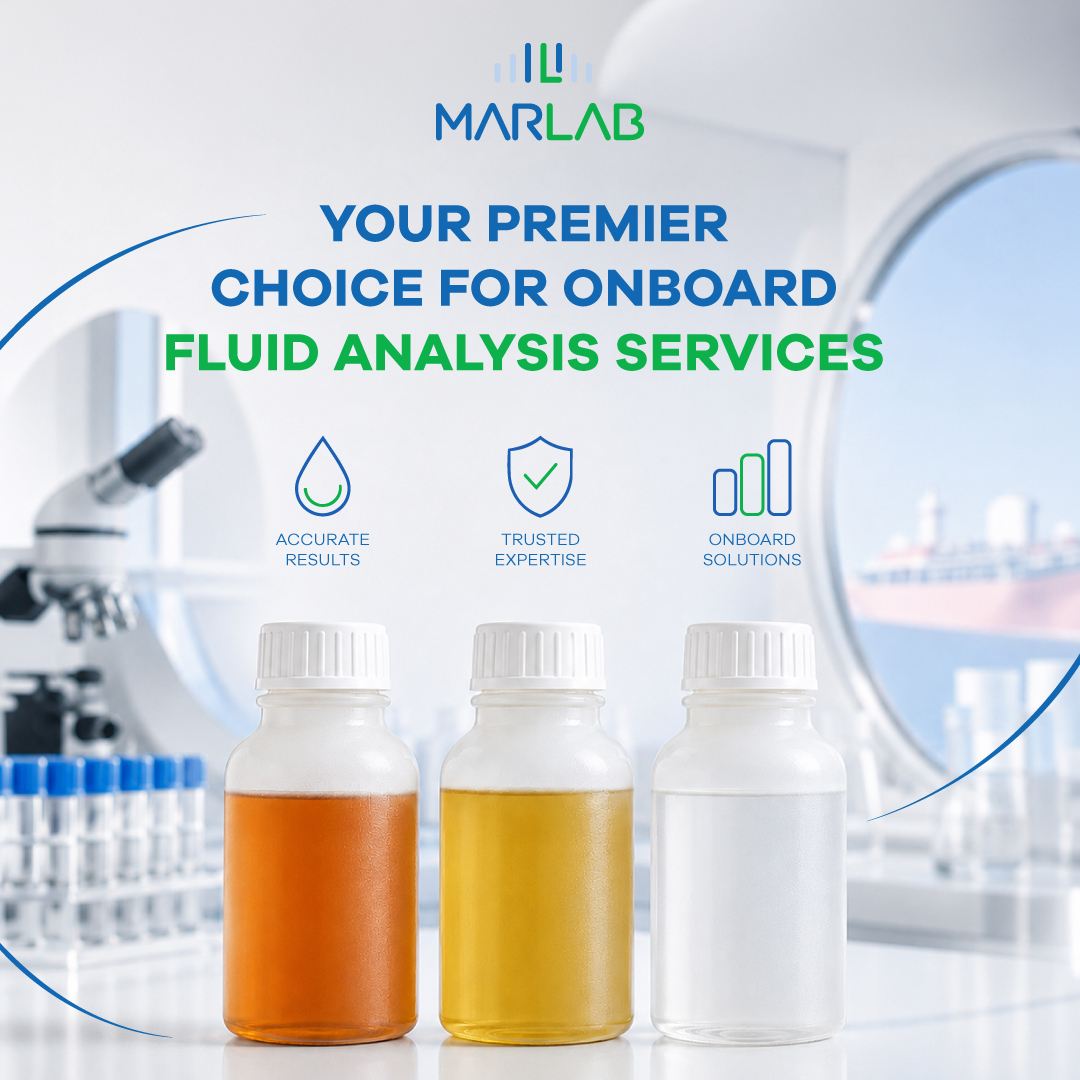 MARLAB
YOUR PREMIER
CHOICE FOR ONBOARD
FLUID ANALYSIS SERVICES
ACCURATE
RESULTS
TRUSTED
EXPERTISE
ONBOARD
SOLUTIONS